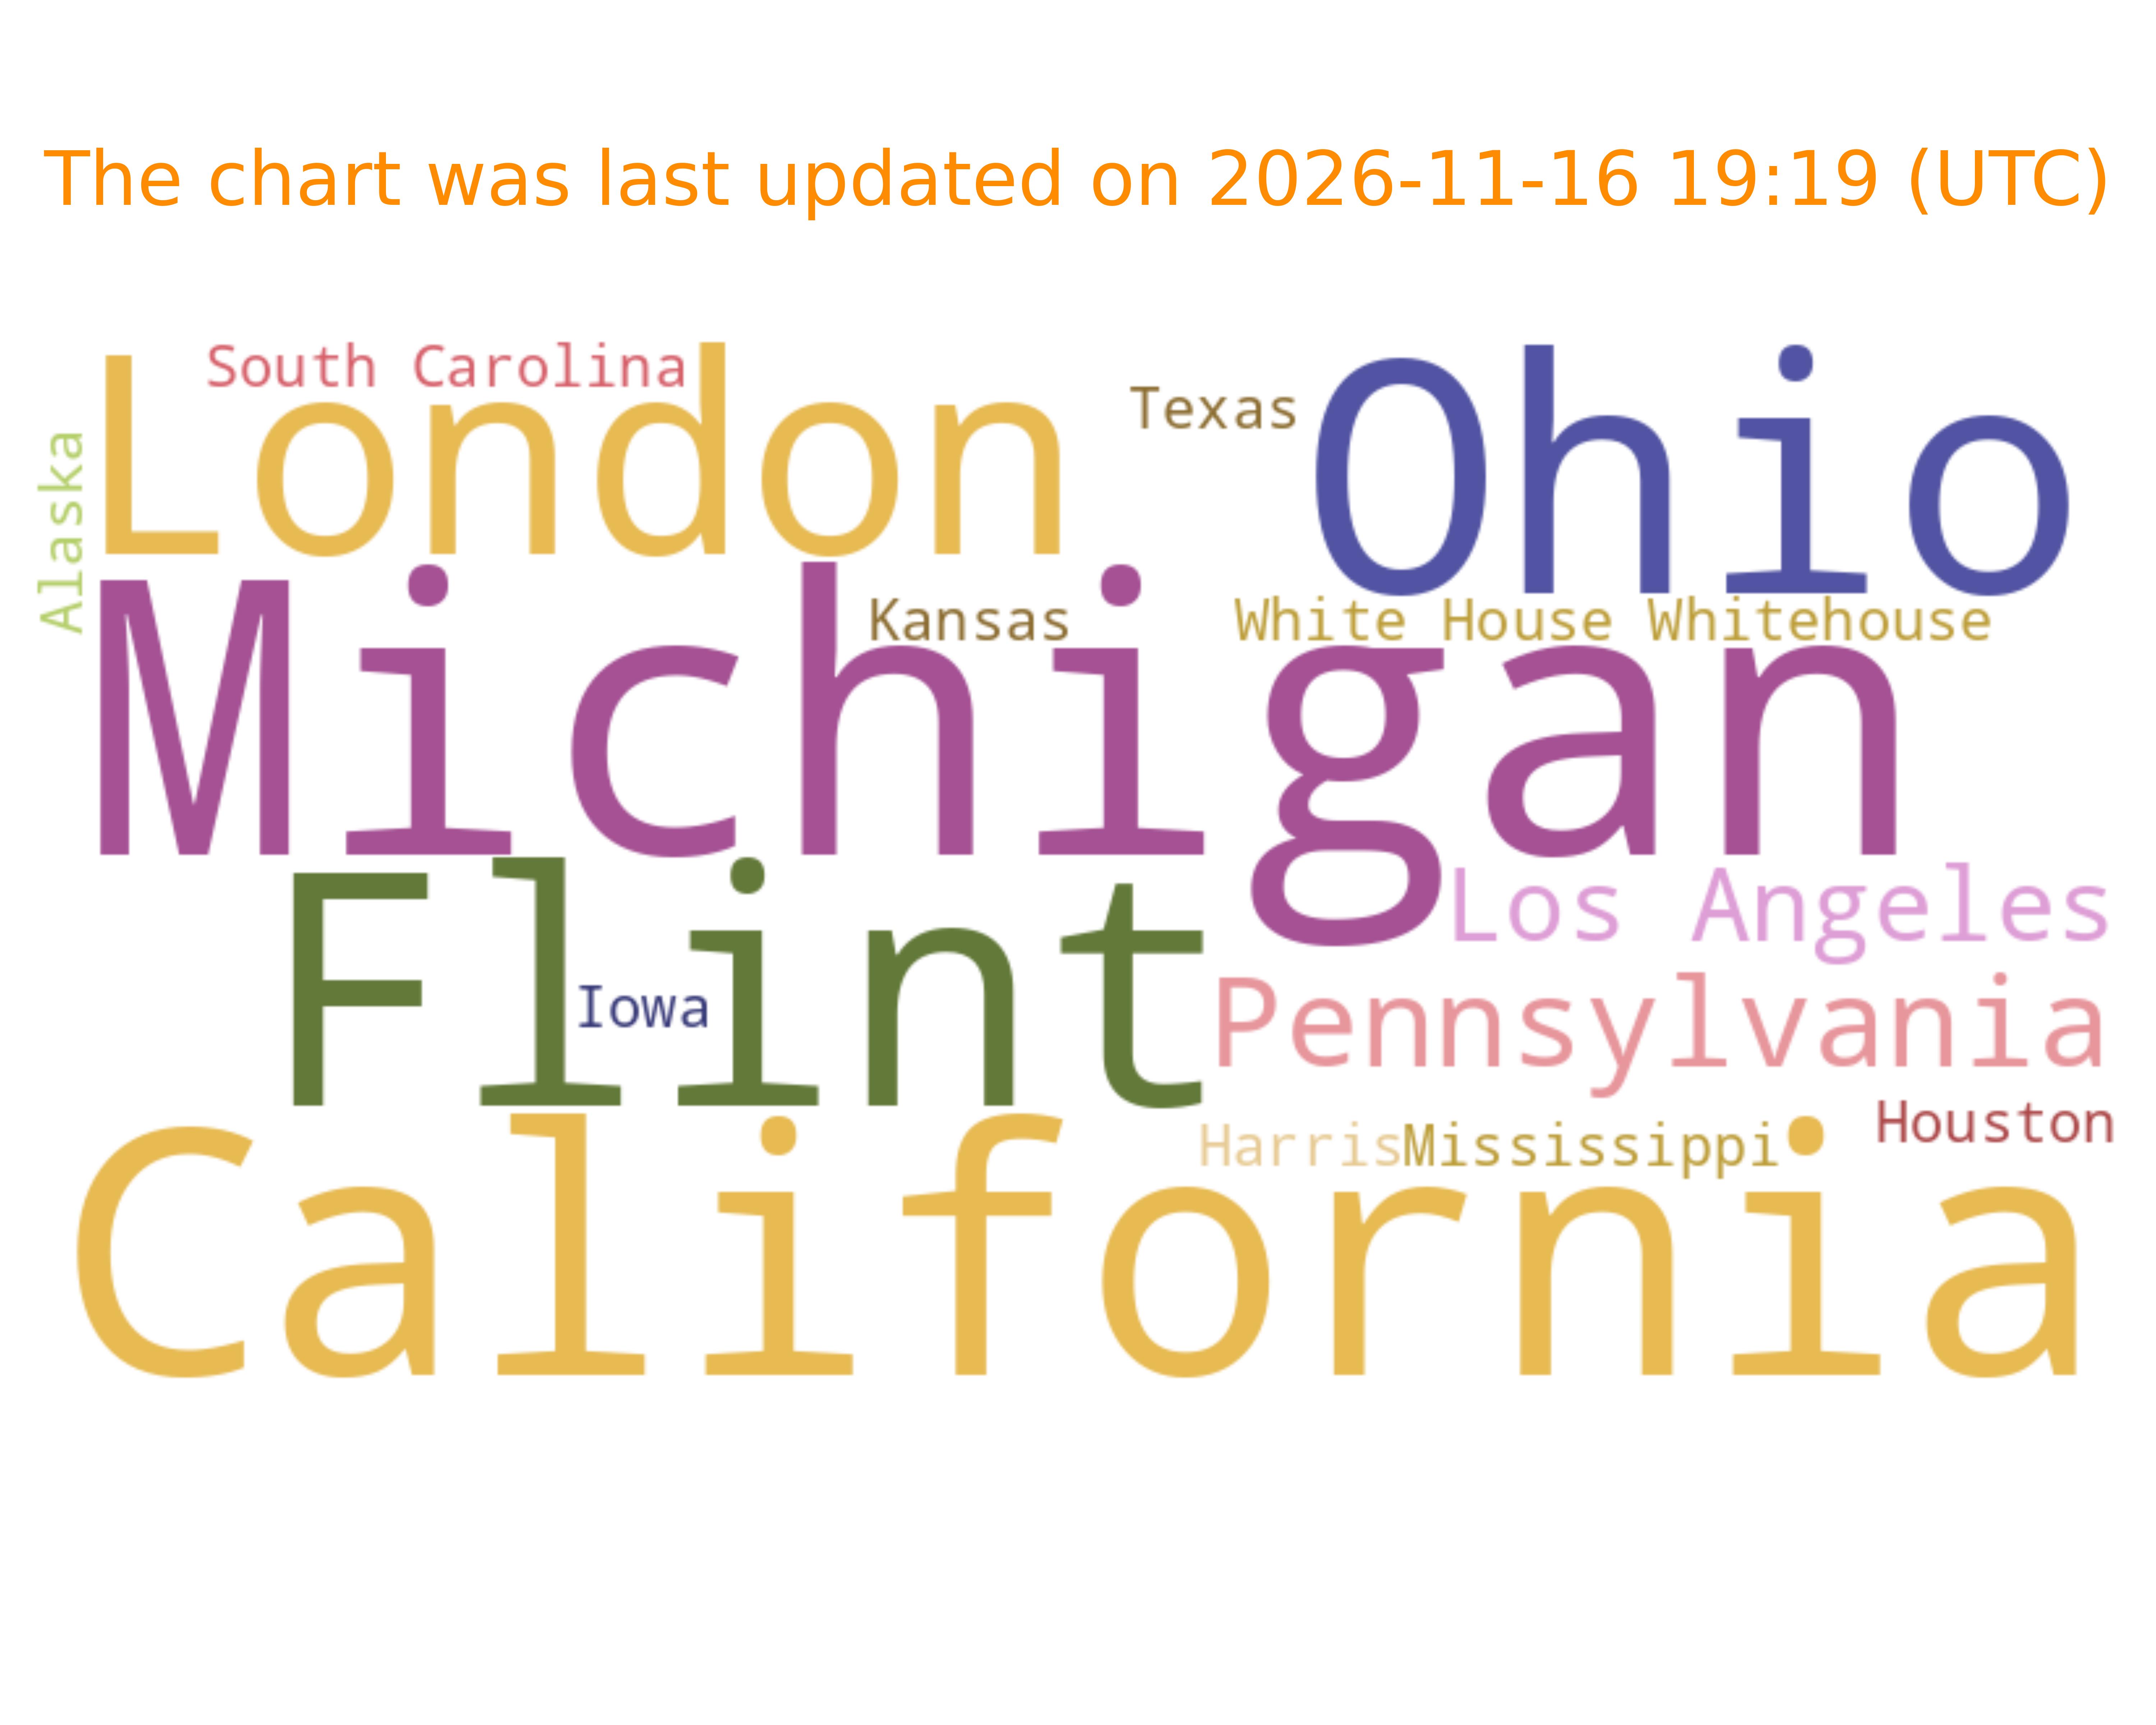 The chart was last updated on 2026-11-16 19:19 (UTC)
South Carolina
London
Texas
Ohio
Alaska
Kansas
White House Whitehouse
Michigan
Los Angeles
Flint
Iowa
Pennsylvania
Houston
Harris
Mississippi
California